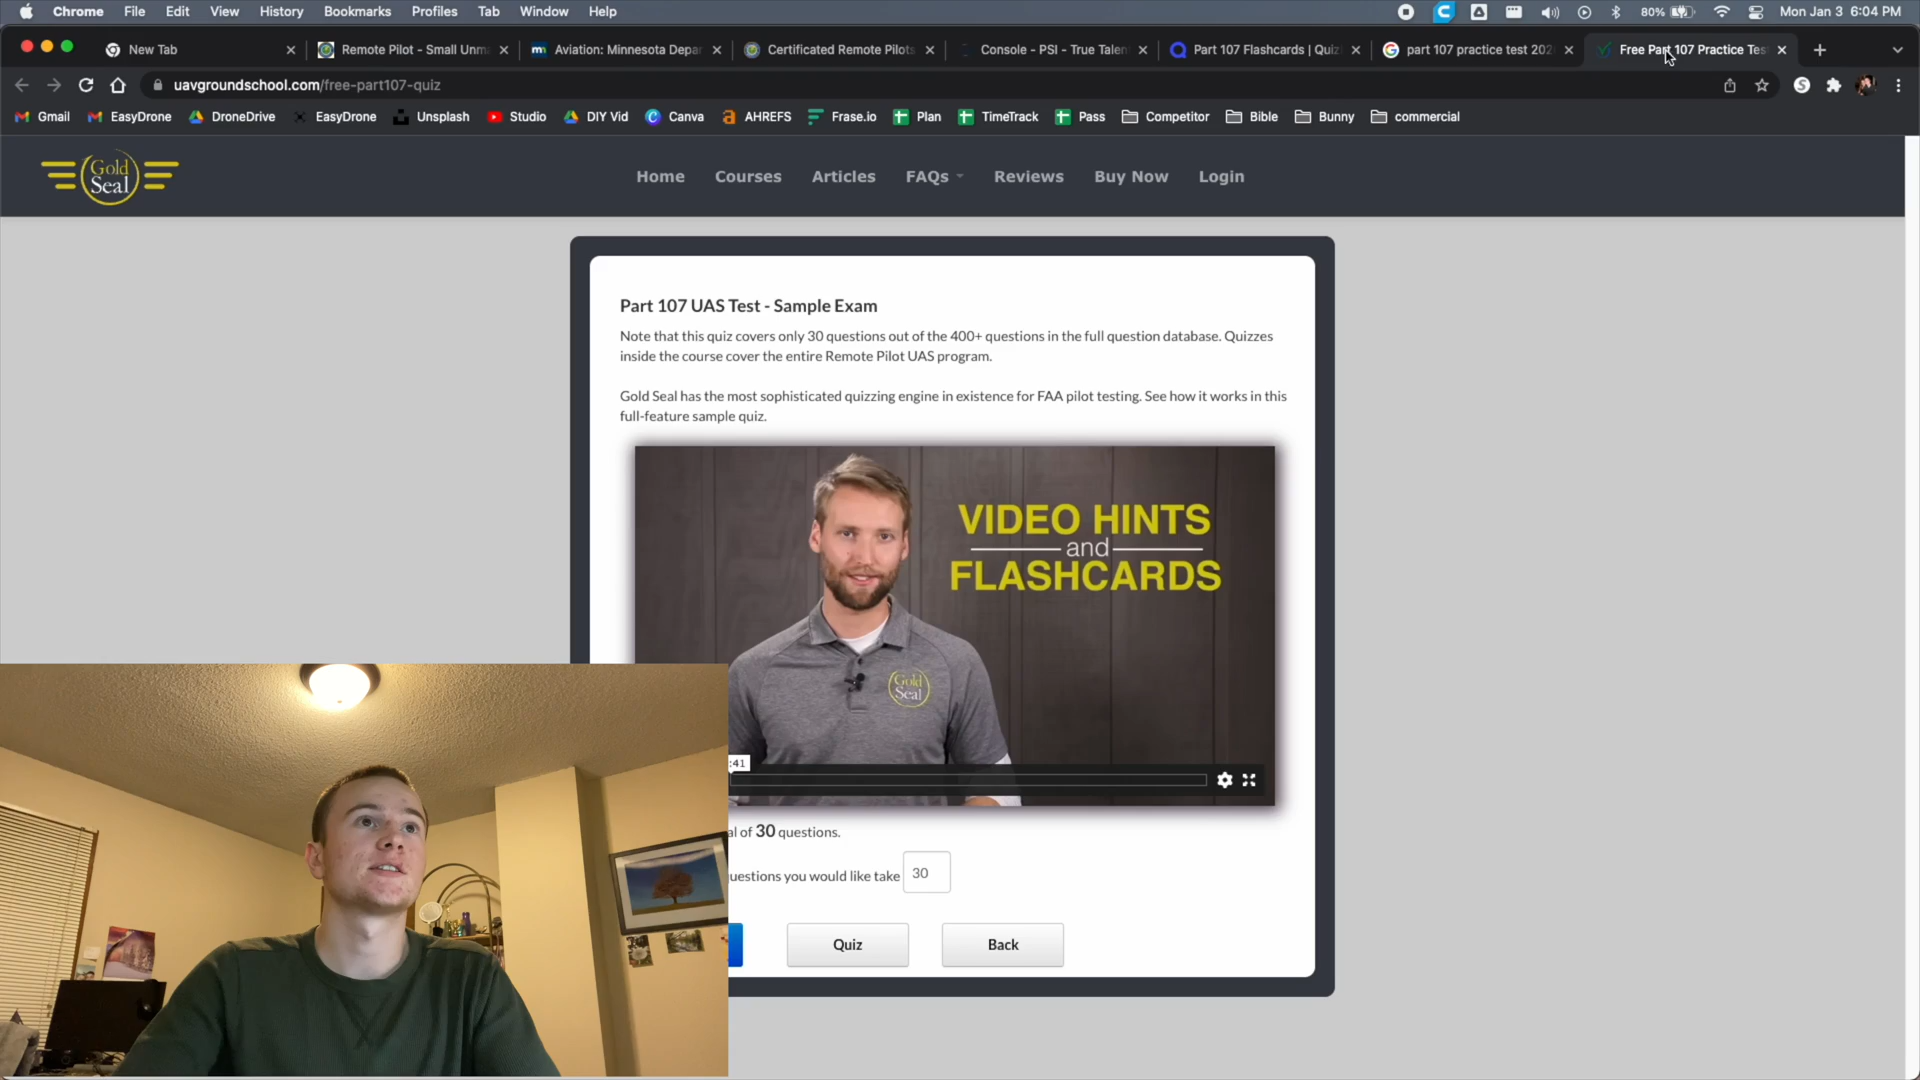 Chrome File Edit View History Bookmarks Profiles Tab Window Help 80% Mon Jan 3 6:04 PM
New Tab Remote Pilot - Small Unm Aviation: Minnesota Depar Certificated Remote Pilots Console - PSI - True Talen Part 107 Flashcards | Quiz part 107 practice test 202 Free Part 107 Practice Tes
uavgroundschool.com/free-part107-quiz
Gmail EasyDrone DroneDrive EasyDrone Unsplash Studio DIY Vid Canva AHREFS Frase.io Plan TimeTrack Pass Competitor Bible Bunny commercial
Gold
Seal
Home Courses Articles FAQs Reviews Buy Now Login
Part 107 UAS Test - Sample Exam
Note that this quiz covers only 30 questions out of the 400+ questions in the full question database. Quizzes
inside the course cover the entire Remote Pilot UAS program.
Gold Seal has the most sophisticated quizzing engine in existence for FAA pilot testing. See how it works in this
full-feature sample quiz.
VIDEO HINTS
and
FLASHCARDS
Gold
Seal
:41
al of 30 questions.
uestions you would like take 30
Quiz Back